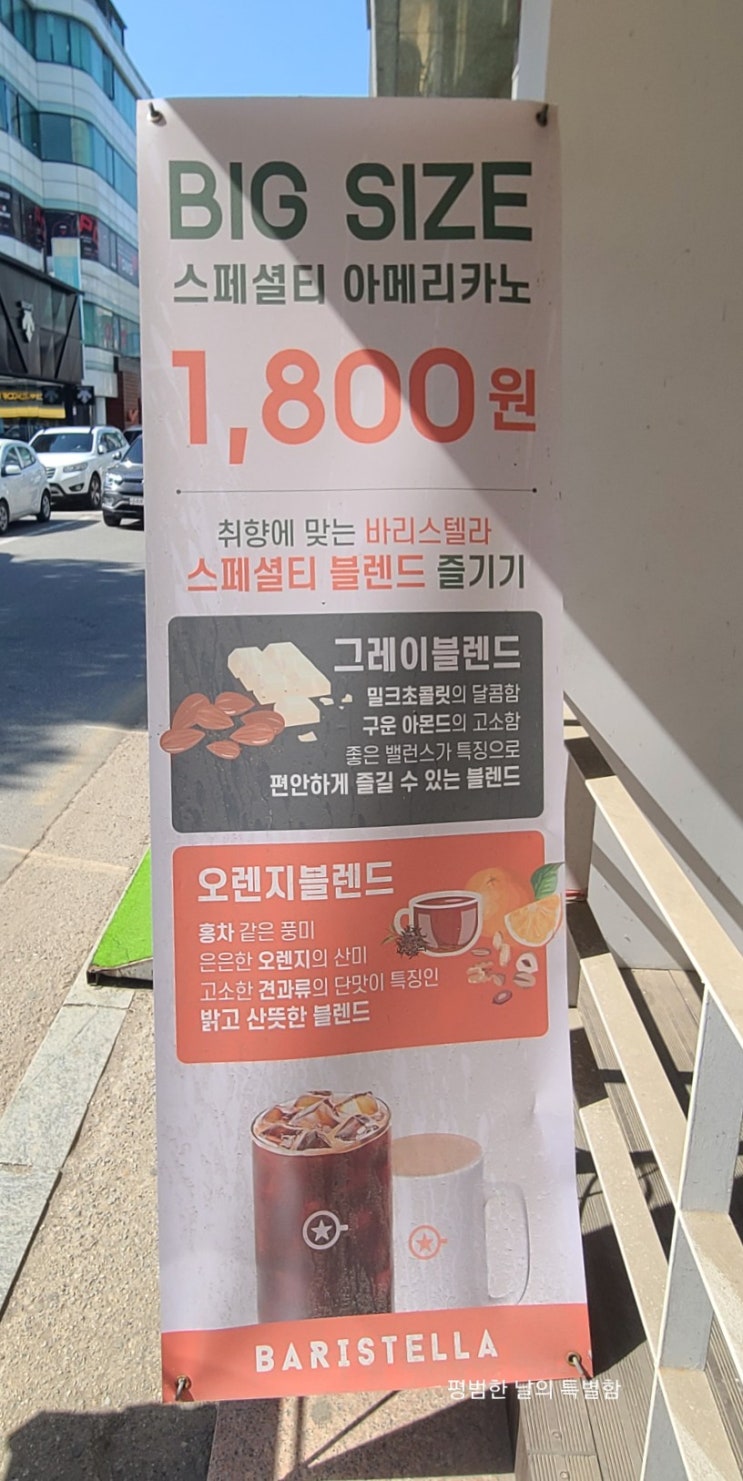 BIG SIZE
스페셜티 아메리카노
1,800원
취향에 맞는 바리스텔라
스페셜티 블렌드 즐기기
그레이블렌드
밀크초콜릿의 달콤함
구운 아몬드의 고소함
좋은 밸런스가 특징으로
편안하게 즐길 수 있는 블렌드
오렌지블렌드
홍차 같은 풍미
은은한 오렌지의 산미
고소한 견과류의 단맛이 특징인
밝고 산뜻한 블렌드
BARISTELLA
평범한 날의 특별함